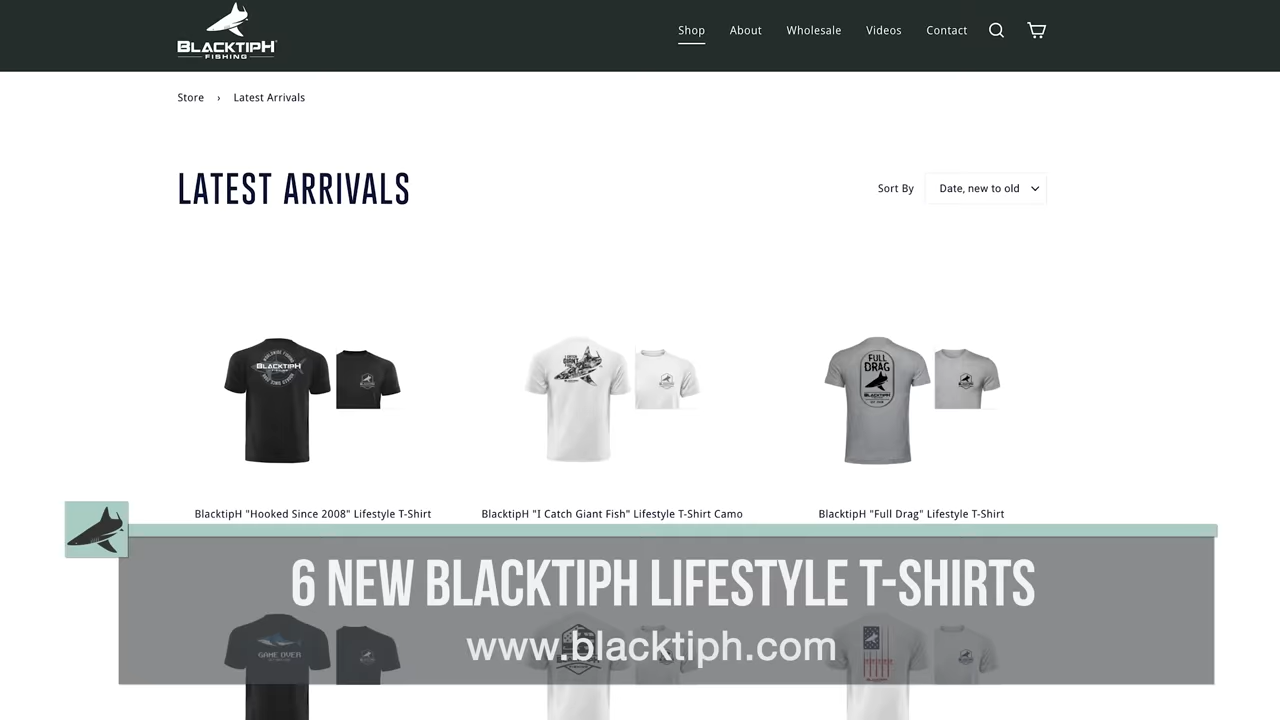 BLACKTIPH
FISHING
Shop About Wholesale Videos Contact
Store › Latest Arrivals
LATEST ARRIVALS
Sort By Date, new to old
BLACKTIPH
FULL
DRAG
BLACKTIPH
BlacktipH "Hooked Since 2008" Lifestyle T-Shirt
BlacktipH "I Catch Giant Fish" Lifestyle T-Shirt Camo
BlacktipH "Full Drag" Lifestyle T-Shirt
6 NEW BLACKTIPH LIFESTYLE T-SHIRTS
www.blacktiph.com
GAME OVER
BLACKTIPH